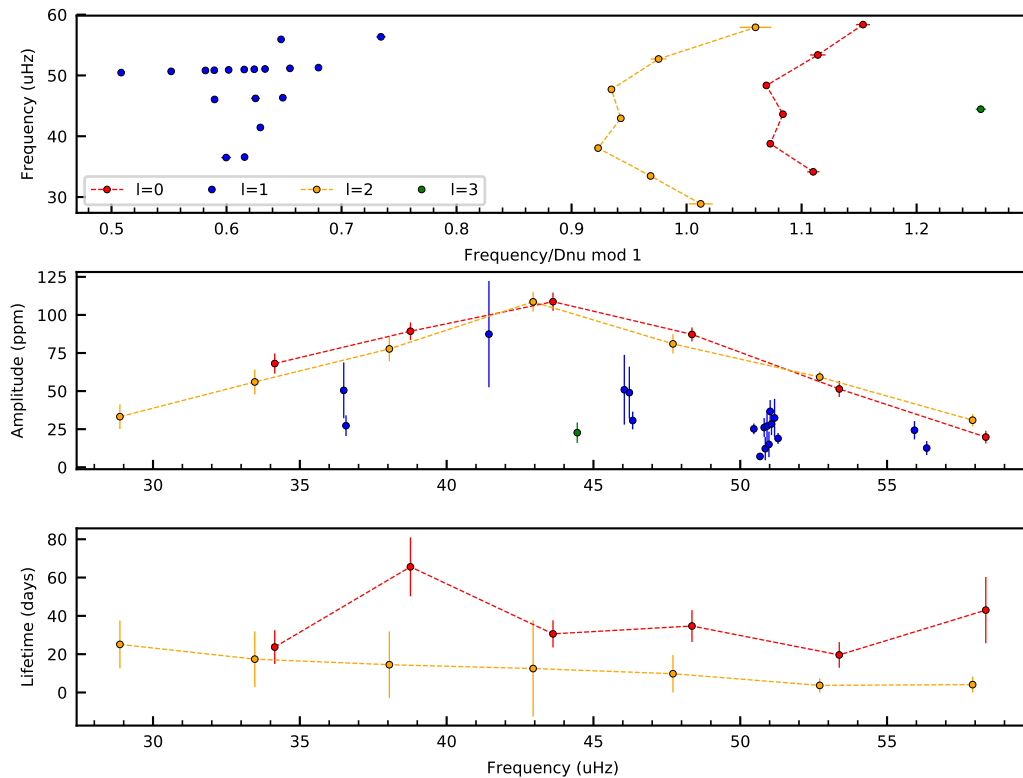 60
50
40
30
Frequency (uHz)
l=0 l=1 l=2 l=3
0.5 0.6 0.7 0.8 0.9 1.0 1.1 1.2
Frequency/Dnu mod 1
125
100
75
50
25
0
Amplitude (ppm)
30 35 40 45 50 55
80
60
40
20
0
Lifetime (days)
30 35 40 45 50 55
Frequency (uHz)